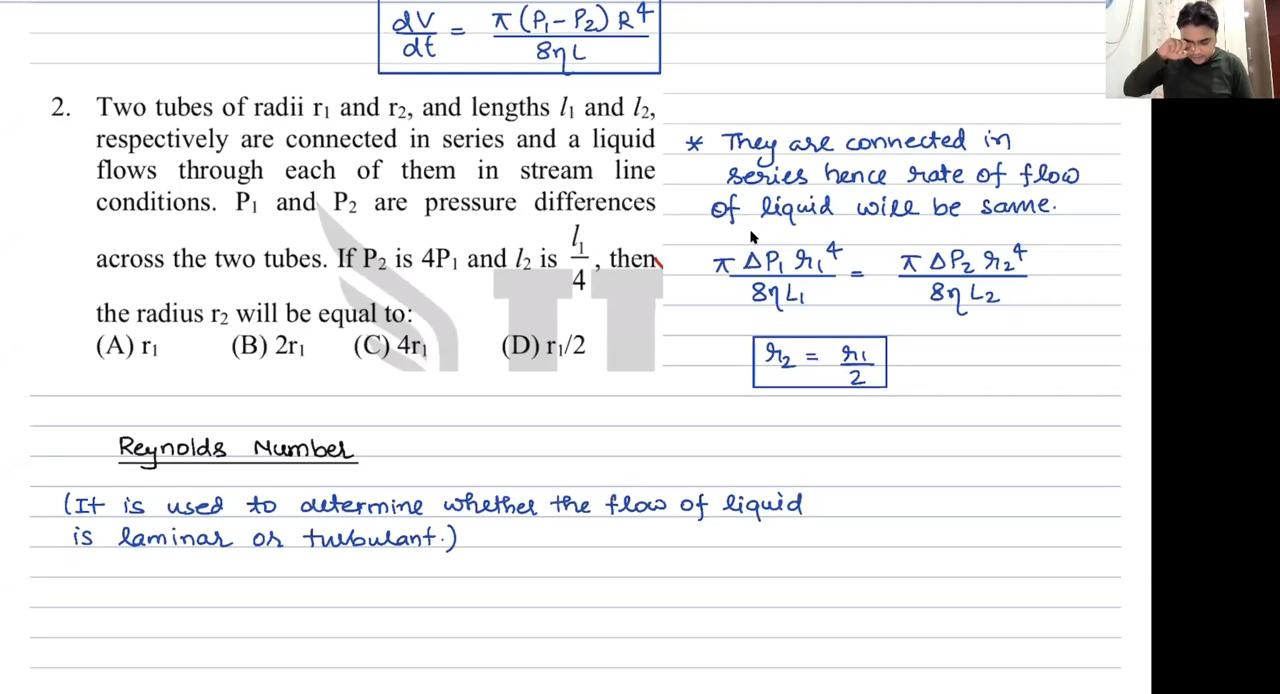 dV/dt = π(P₁ – P₂) R⁴ / 8ηL
2. Two tubes of radii r₁ and r₂, and lengths l₁ and l₂,
respectively are connected in series and a liquid
flows through each of them in stream line
conditions. P₁ and P₂ are pressure differences
across the two tubes. If P₂ is 4P₁ and l₂ is l₁/4, then
the radius r₂ will be equal to:
(A) r₁ (B) 2r₁ (C) 4r₁ (D) r₁/2
* They are connected in
series hence rate of flow
of liquid will be same.
π ΔP₁ r₁⁴ / 8ηL₁ = π ΔP₂ r₂⁴ / 8ηL₂
r₂ = r₁/2
Reynolds Number
(It is used to determine whether the flow of liquid
is laminar or turbulant.)